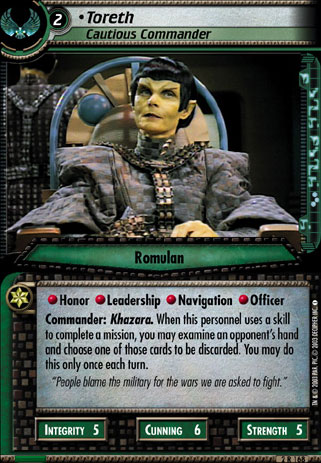 2 •Toreth
Cautious Commander
Romulan
Honor Leadership Navigation Officer
Commander: Khazara. When this personnel uses a skill
to complete a mission, you may examine an opponent's hand
and choose one of those cards to be discarded. You may do
this only once each turn.
"People blame the military for the wars we are asked to fight."
INTEGRITY 5 CUNNING 6 STRENGTH 5
2 R 168